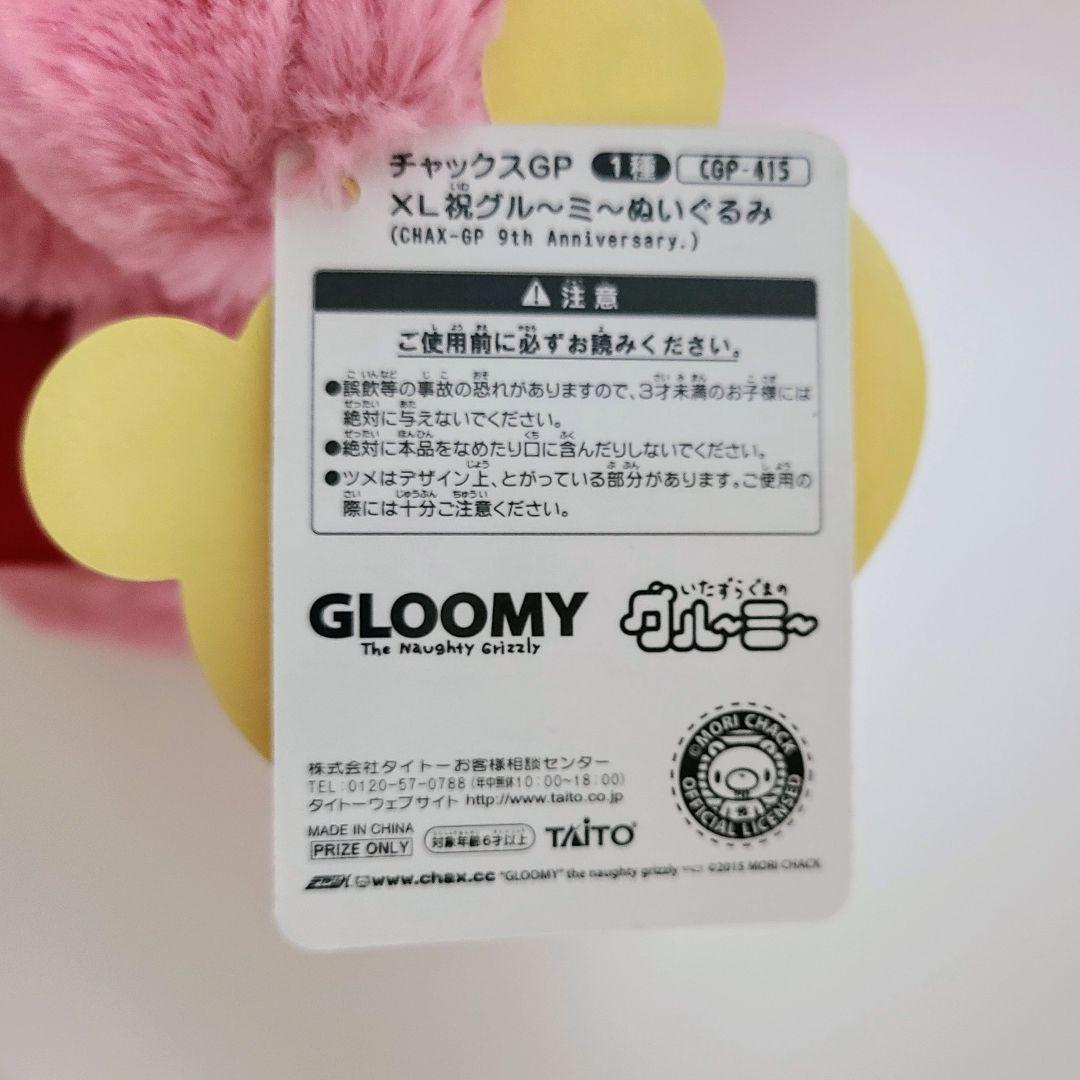 チャックスGP 1種 CGP-415
XL祝グル〜ミ〜ぬいぐるみ
(CHAX-GP 9th Anniversary.)
注意
ご使用前に必ずお読みください。
●誤飲等の事故の恐れがありますので、3才未満のお子様には
絶対に与えないでください。
●絶対に本品をなめたり口に含んだりしないでください。
●ツメはデザイン上、とがっている部分があります。ご使用の
際には十分ご注意ください。
GLOOMY
The Naughty Grizzly
いたずらぐまの
グル〜ミ〜
©MORI CHACK
OFFICIAL LICENSED
株式会社タイトーお客様相談センター
TEL:0120-57-0788 (年中無休10:00~18:00)
タイトーウェブサイト http://www.taito.co.jp
MADE IN CHINA
PRIZE ONLY
対象年齢6才以上
TAITO
www.chax.cc "GLOOMY" the naughty grizzly ©2015 MORI CHACK